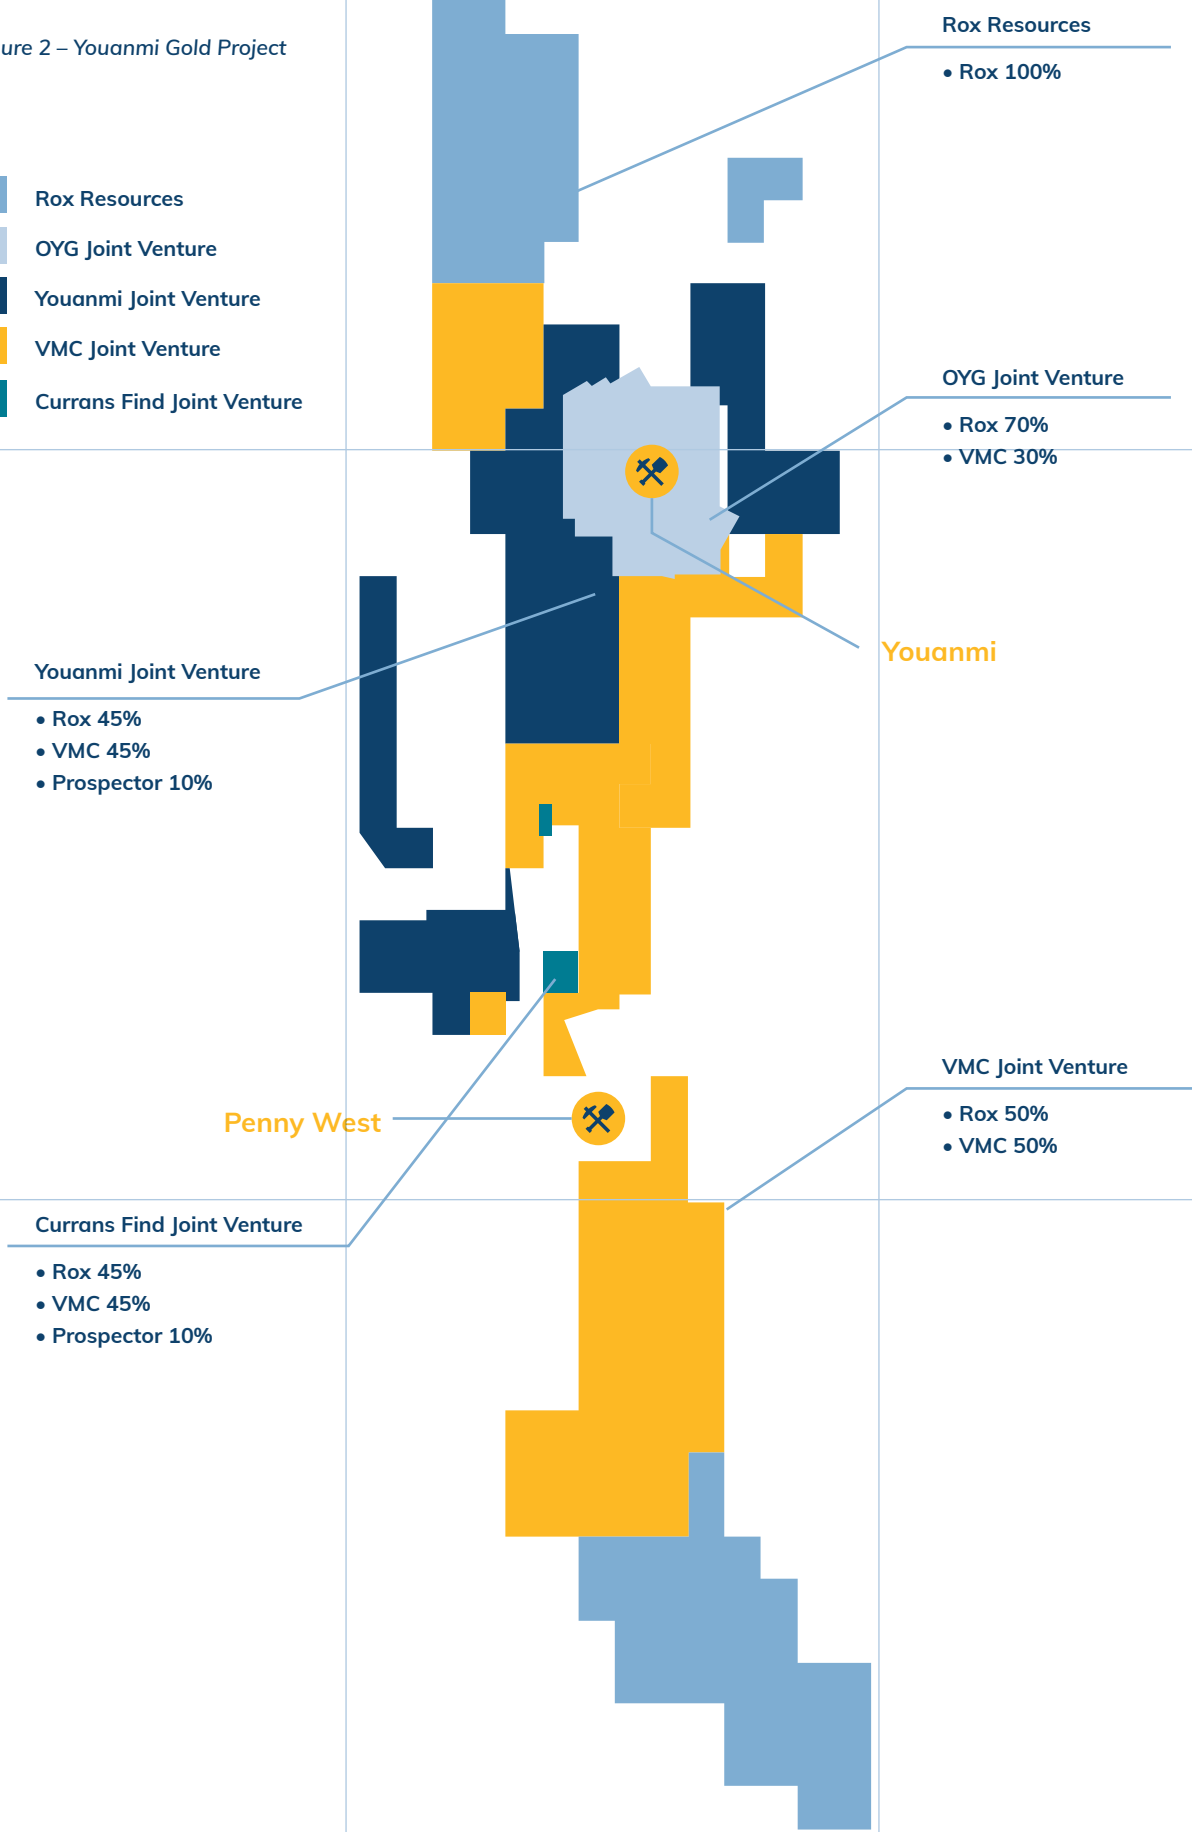 ure 2 – Youanmi Gold Project
Rox Resources
OYG Joint Venture
Youanmi Joint Venture
VMC Joint Venture
Currans Find Joint Venture
Rox Resources
• Rox 100%
OYG Joint Venture
• Rox 70%
• VMC 30%
Youanmi
Youanmi Joint Venture
• Rox 45%
• VMC 45%
• Prospector 10%
VMC Joint Venture
• Rox 50%
• VMC 50%
Penny West
Currans Find Joint Venture
• Rox 45%
• VMC 45%
• Prospector 10%